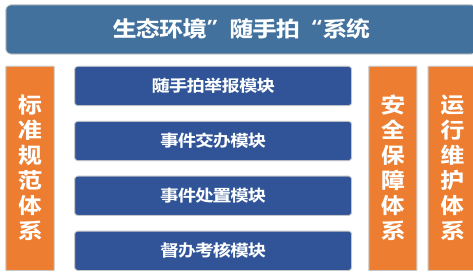 生态环境”随手拍“系统
标准规范体系
随手拍举报模块
事件交办模块
事件处置模块
督办考核模块
安全保障体系
运行维护体系